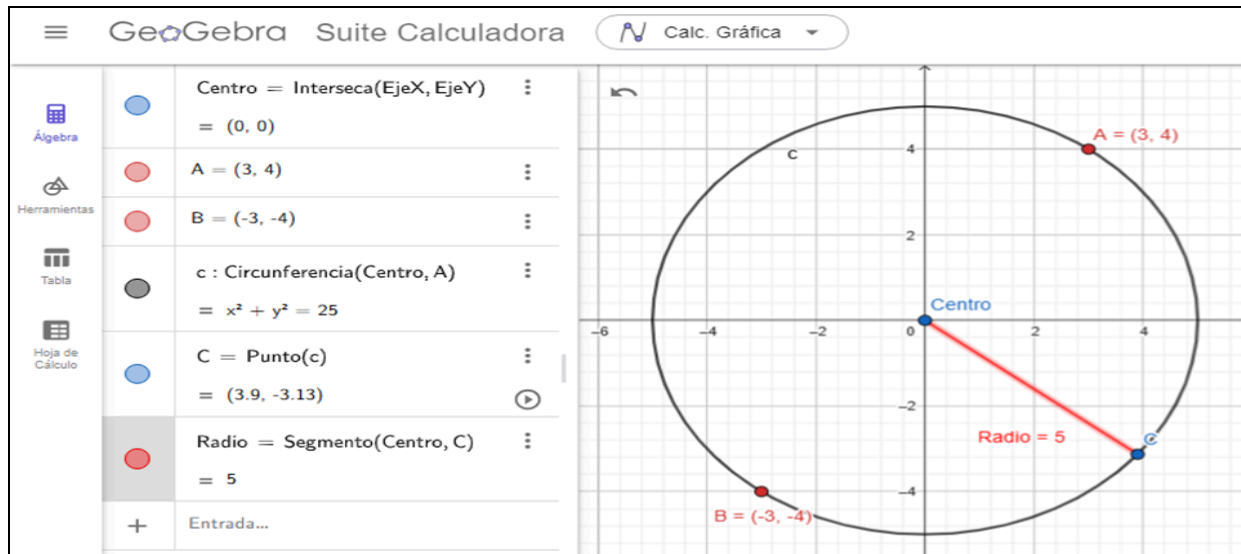 GeoGebra Suite Calculadora Calc. Gráfica
Álgebra
Herramientas
Tabla
Hoja de
Cálculo
Centro = Interseca(EjeX, EjeY)
= (0, 0)
A = (3, 4)
B = (-3, -4)
c : Circunferencia(Centro, A)
= x² + y² = 25
C = Punto(c)
= (3.9, -3.13)
Radio = Segmento(Centro, C)
= 5
+ Entrada...
A = (3, 4)
c
4
2
Centro
–6 –4 –2 0 2 4
–2
Radio = 5
C
–4
B = (-3, -4)